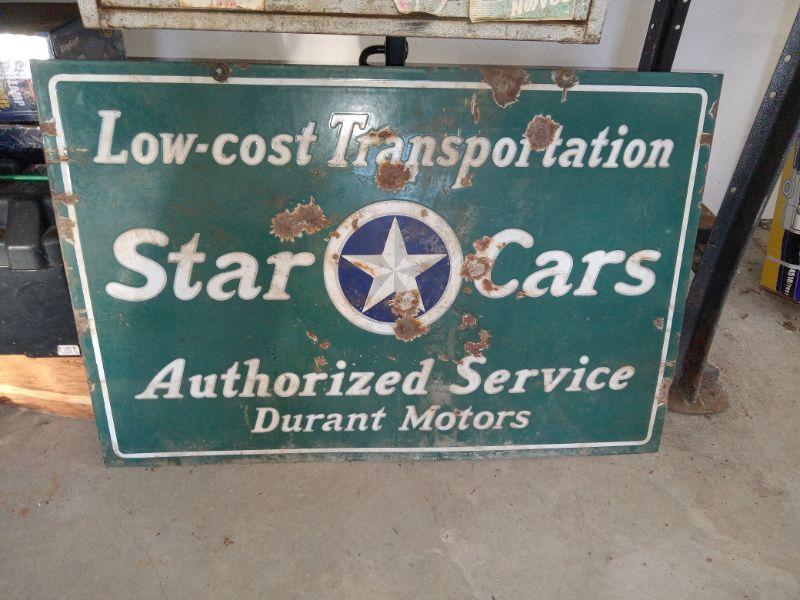 Low-cost Transportation
Star Cars
Authorized Service
Durant Motors